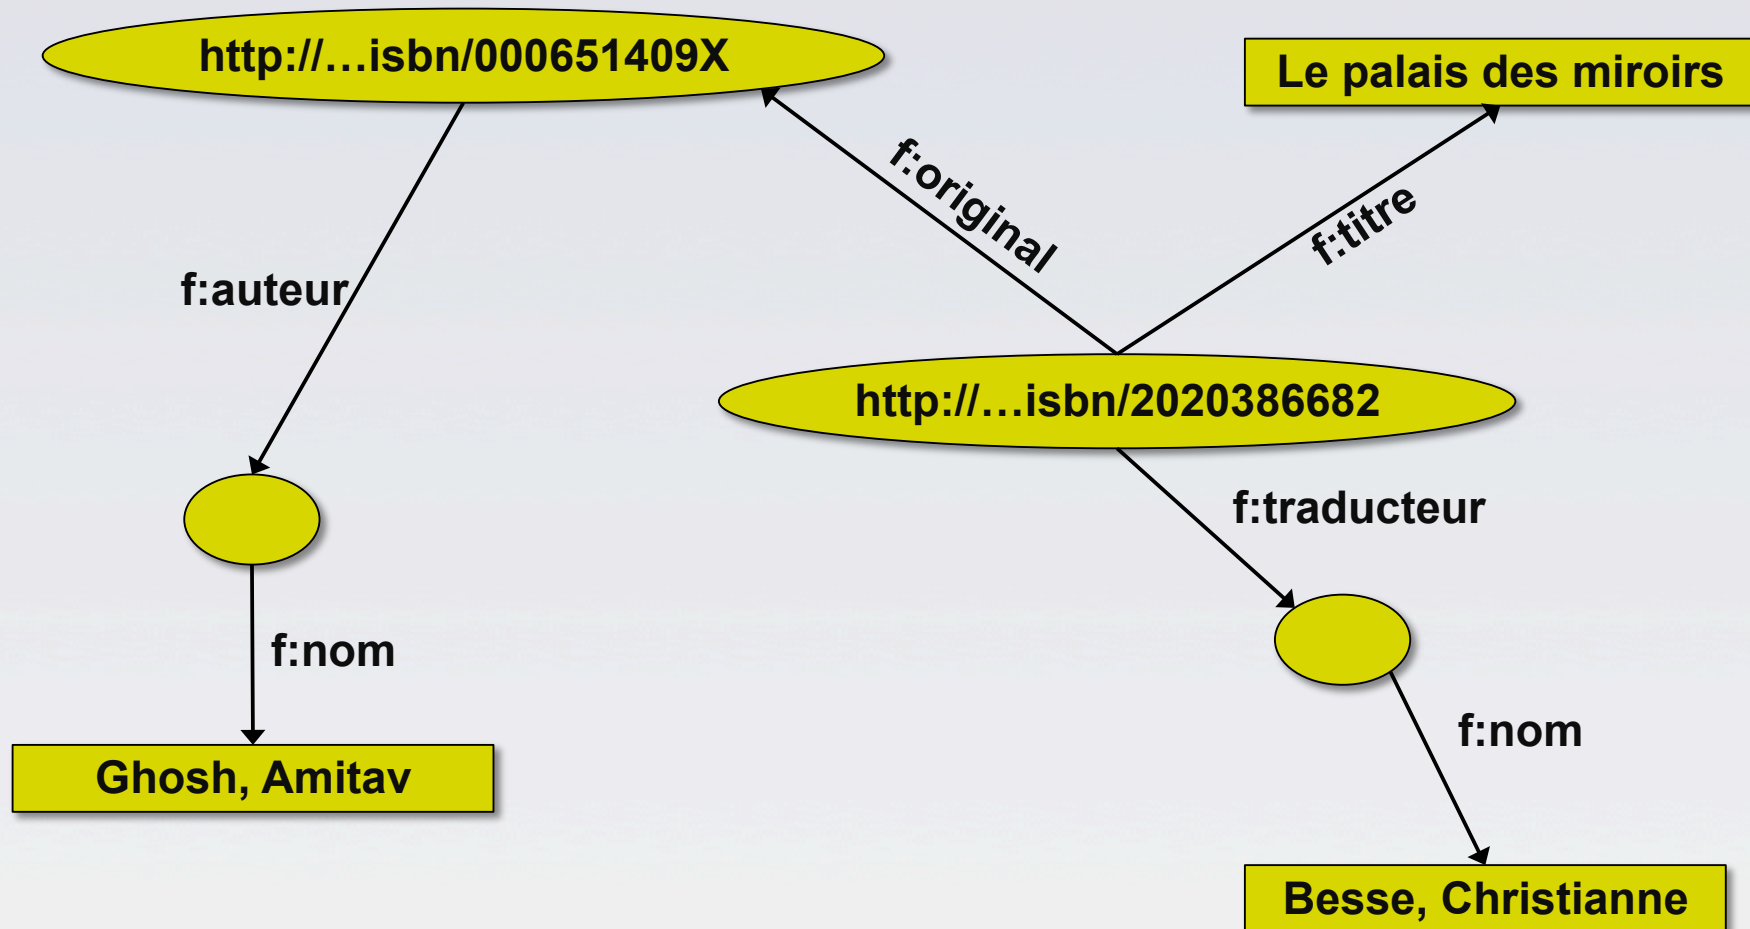 http://…isbn/000651409X
Le palais des miroirs
f:original
f:titre
f:auteur
http://…isbn/2020386682
f:traducteur
f:nom
f:nom
Ghosh, Amitav
Besse, Christianne